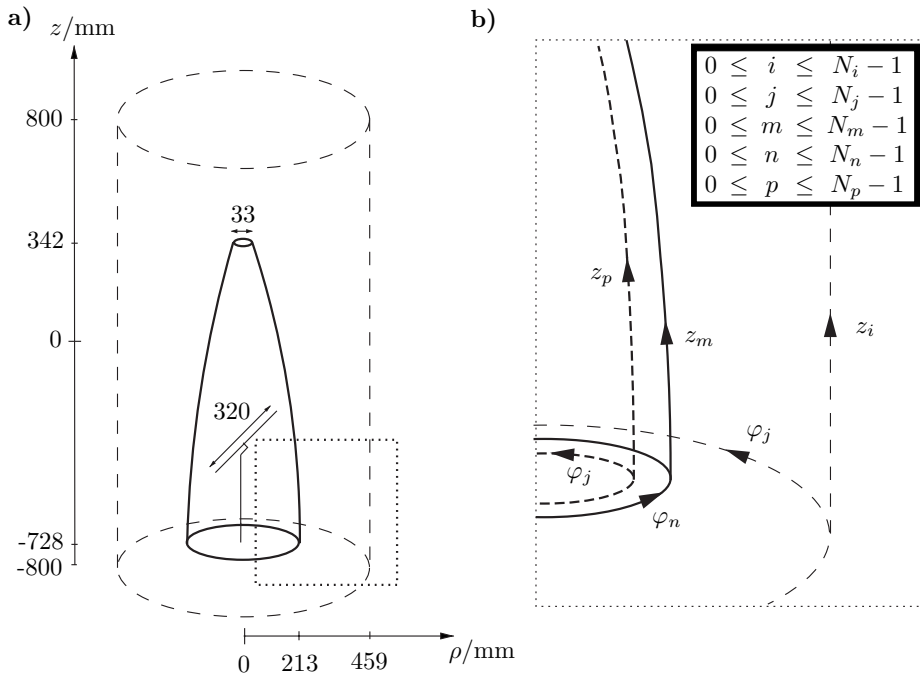 a)
z/mm
800
33
342
0
320
-728
-800
0
213
459
ρ/mm
b)
0 ≤ i ≤ N_i − 1
0 ≤ j ≤ N_j − 1
0 ≤ m ≤ N_m − 1
0 ≤ n ≤ N_n − 1
0 ≤ p ≤ N_p − 1
z_p
z_m
z_i
φ_j
φ_j
φ_n